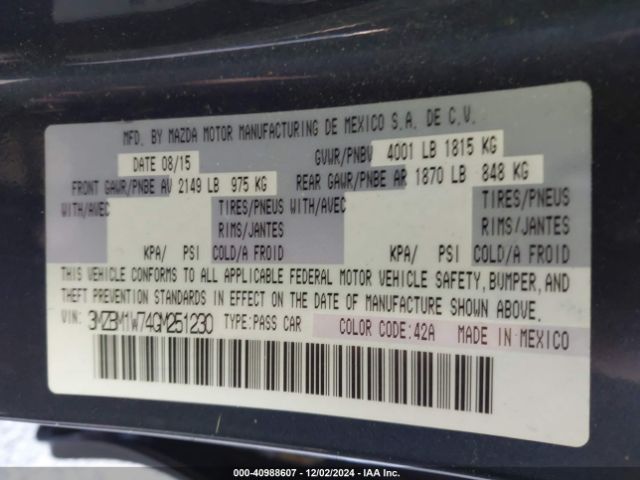 MFD. BY MAZDA MOTOR MANUFACTURING DE MEXICO S.A. DE C.V.
DATE 08/15 GVWR/PNBV 4001 LB 1815 KG
FRONT GAWR/PNBE AV 2149 LB 975 KG REAR GAWR/PNBE AR 1870 LB 848 KG
WITH/AVEC TIRES/PNEUS WITH/AVEC TIRES/PNEUS
RIMS/JANTES RIMS/JANTES
KPA/ PSI COLD/A FROID KPA/ PSI COLD/A FROID
THIS VEHICLE CONFORMS TO ALL APPLICABLE FEDERAL MOTOR VEHICLE SAFETY, BUMPER, AND
THEFT PREVENTION STANDARDS IN EFFECT ON THE DATE OF MANUFACTURE SHOWN ABOVE.
VIN: 3MZBM1W74GM251230 TYPE:PASS CAR COLOR CODE:42A MADE IN MEXICO
000-40988607 - 12/02/2024 - IAA Inc.